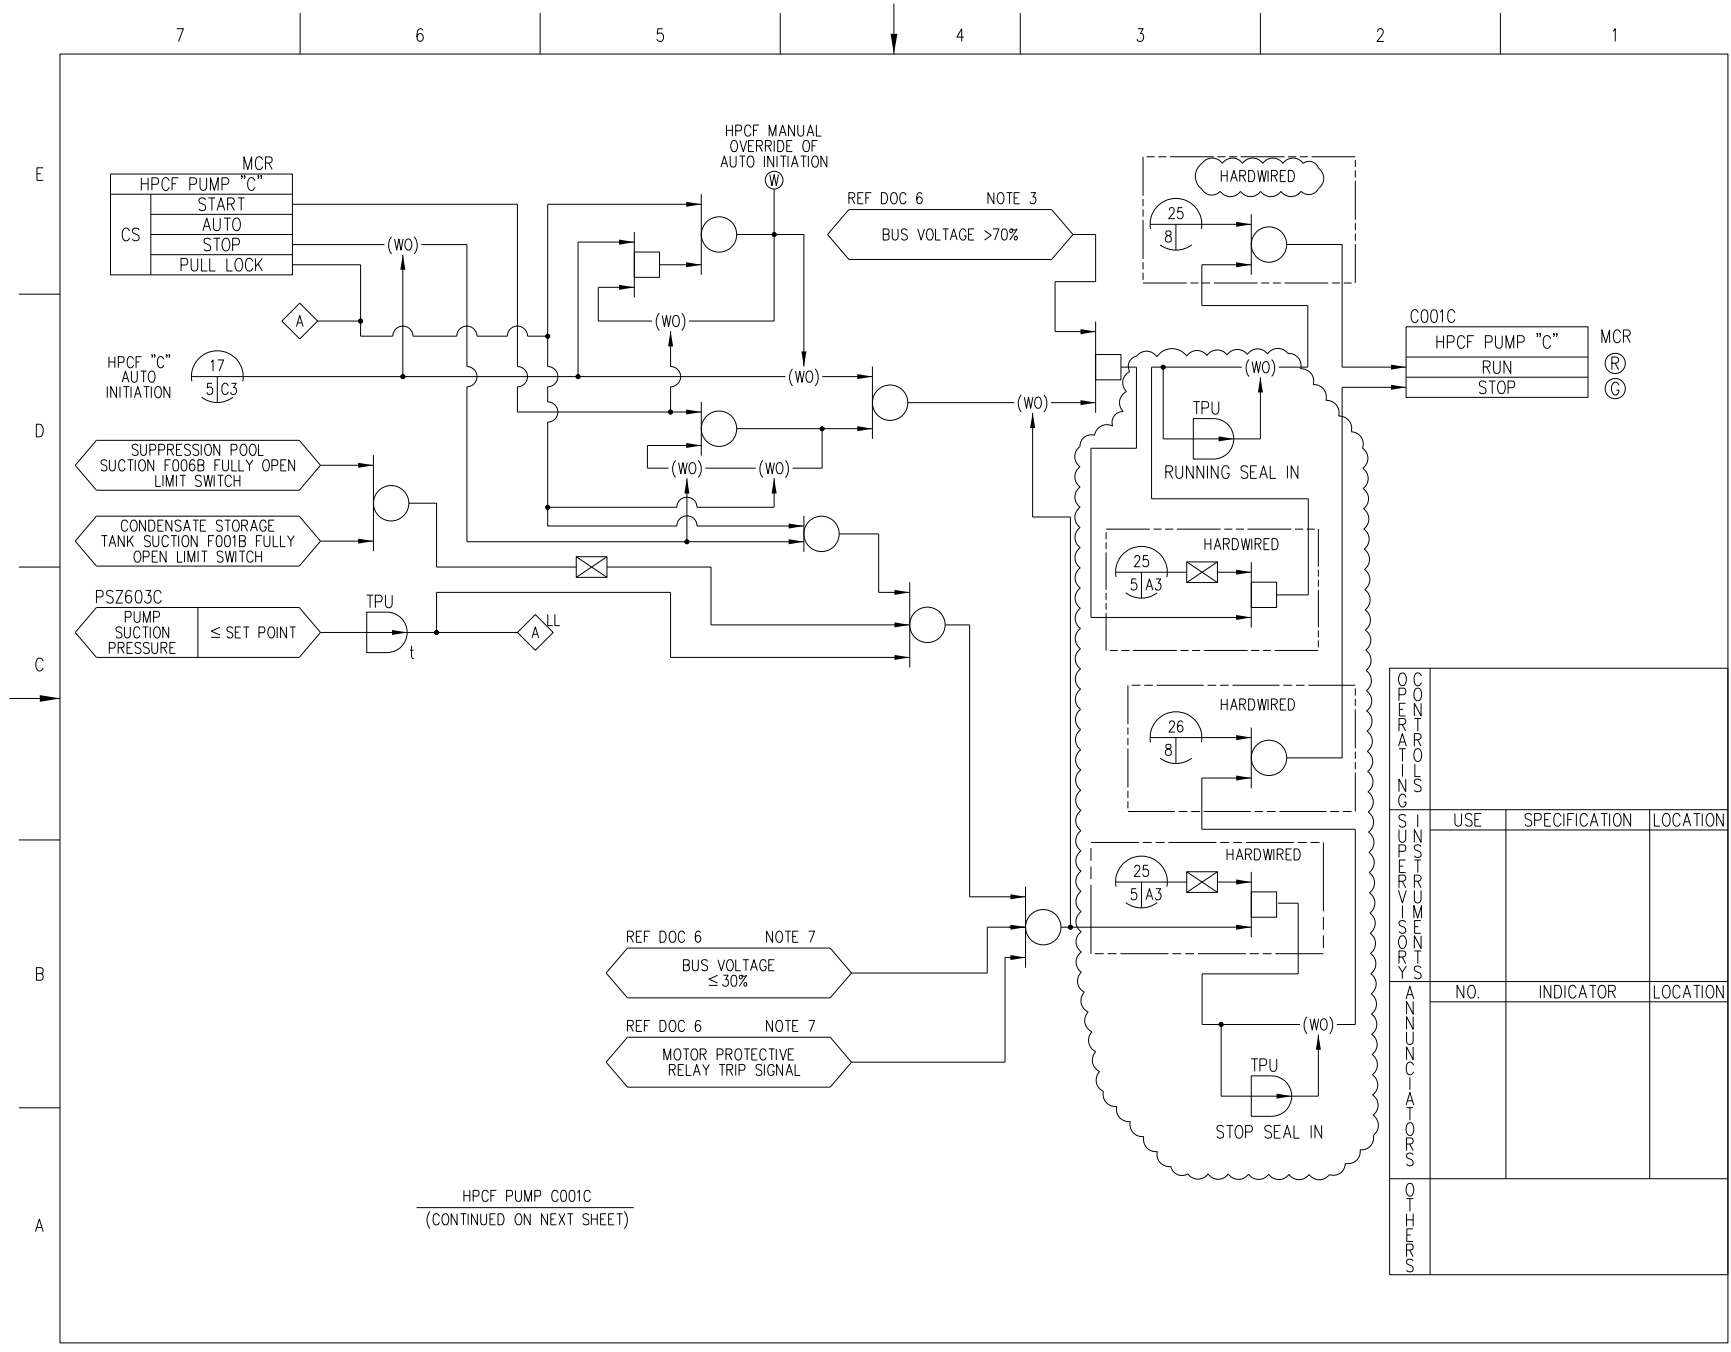 7 6 5 4 3 2 1
E
D
C
B
A
MCR
HPCF PUMP "C"
CS
START
AUTO
STOP
PULL LOCK
(WO)
A
HPCF "C"
AUTO
INITIATION
17
5 C3
HPCF MANUAL
OVERRIDE OF
AUTO INITIATION
W
(WO)
(WO)
(WO)
(WO)
REF DOC 6 NOTE 3
BUS VOLTAGE >70%
(WO)
HARDWIRED
25
8
C001C
HPCF PUMP "C"
RUN
STOP
MCR
R
G
(WO)
TPU
RUNNING SEAL IN
SUPPRESSION POOL
SUCTION F006B FULLY OPEN
LIMIT SWITCH
CONDENSATE STORAGE
TANK SUCTION F001B FULLY
OPEN LIMIT SWITCH
PSZ603C
PUMP
SUCTION
PRESSURE
≤ SET POINT
TPU
t
A
LL
HARDWIRED
25
5 A3
HARDWIRED
26
8
HARDWIRED
25
5 A3
REF DOC 6 NOTE 7
BUS VOLTAGE
≤30%
REF DOC 6 NOTE 7
MOTOR PROTECTIVE
RELAY TRIP SIGNAL
(WO)
TPU
STOP SEAL IN
HPCF PUMP C001C
(CONTINUED ON NEXT SHEET)
OPERATING
CONTROLS
SUPERVISORY
INSTRUMENTS
USE SPECIFICATION LOCATION
ANNUNCIATORS
NO. INDICATOR LOCATION
OTHERS